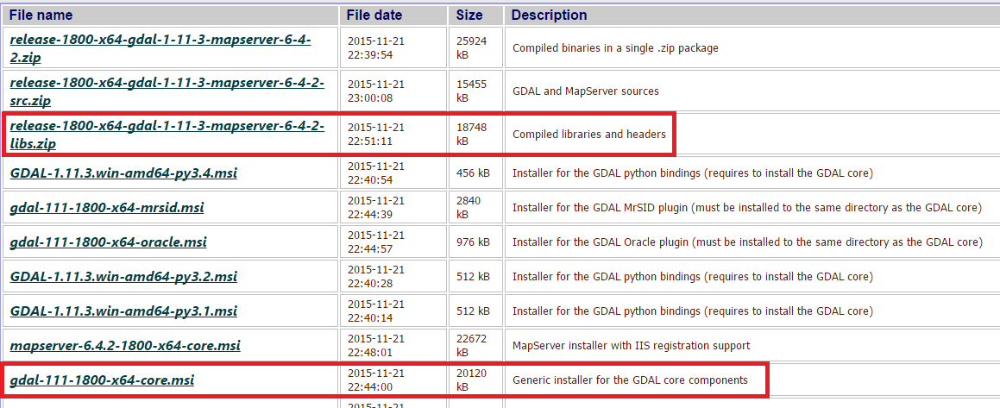 File name File date Size Description
release-1800-x64-gdal-1-11-3-mapserver-6-4-
2.zip
2015-11-21
22:39:54
25924
kB
Compiled binaries in a single .zip package
release-1800-x64-gdal-1-11-3-mapserver-6-4-2-
src.zip
2015-11-21
23:00:08
15455
kB
GDAL and MapServer sources
release-1800-x64-gdal-1-11-3-mapserver-6-4-2-
libs.zip
2015-11-21
22:51:11
18748
kB
Compiled libraries and headers
GDAL-1.11.3.win-amd64-py3.4.msi
2015-11-21
22:40:54
456 kB
Installer for the GDAL python bindings (requires to install the GDAL core)
gdal-111-1800-x64-mrsid.msi
2015-11-21
22:44:39
2840
kB
Installer for the GDAL MrSID plugin (must be installed to the same directory as the GDAL core)
gdal-111-1800-x64-oracle.msi
2015-11-21
22:44:57
976 kB
Installer for the GDAL Oracle plugin (must be installed to the same directory as the GDAL core)
GDAL-1.11.3.win-amd64-py3.2.msi
2015-11-21
22:40:28
512 kB
Installer for the GDAL python bindings (requires to install the GDAL core)
GDAL-1.11.3.win-amd64-py3.1.msi
2015-11-21
22:40:14
512 kB
Installer for the GDAL python bindings (requires to install the GDAL core)
mapserver-6.4.2-1800-x64-core.msi
2015-11-21
22:48:01
22672
kB
MapServer installer with IIS registration support
gdal-111-1800-x64-core.msi
2015-11-21
22:44:00
20120
kB
Generic installer for the GDAL core components
2015-11-21